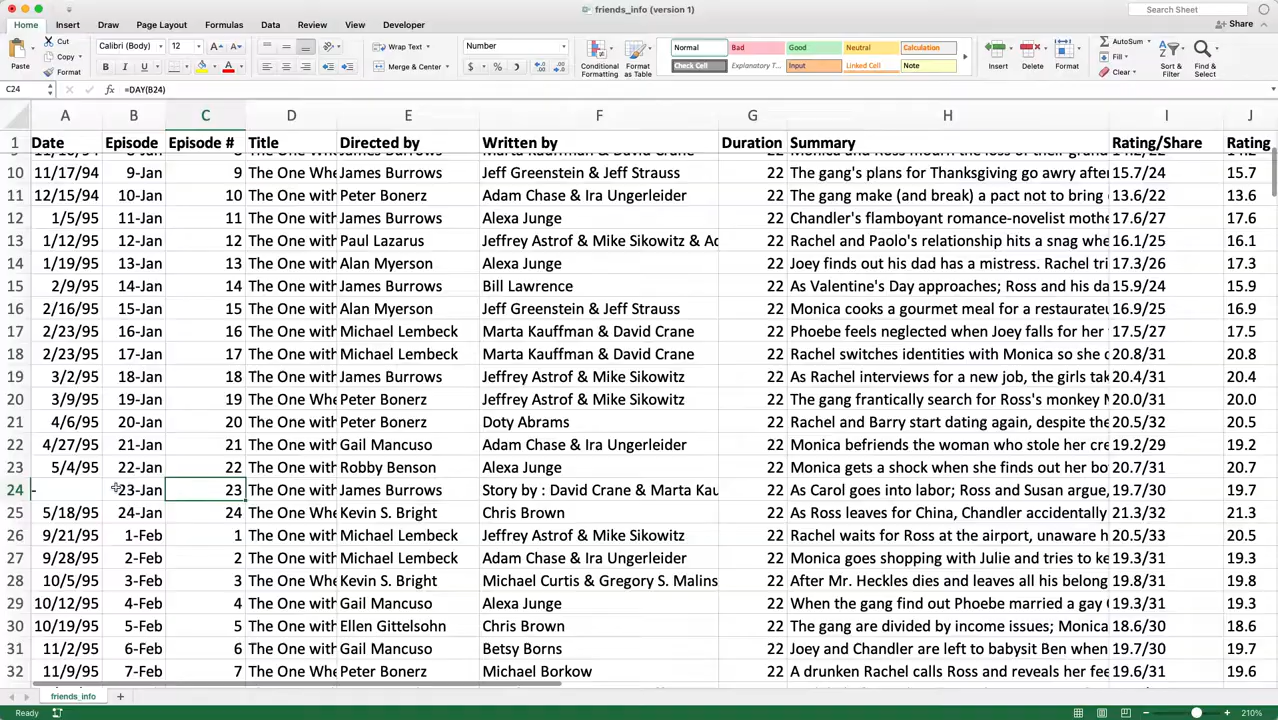 friends_info (version 1)
Search Sheet
Home Insert Draw Page Layout Formulas Data Review View Developer Share
Paste Cut Copy Format
Calibri (Body) 12
B I U
Wrap Text
Merge & Center
Number
$ % )
Conditional Formatting
Format as Table
Normal Bad Good Neutral Calculation
Check Cell Explanatory T... Input Linked Cell Note
Insert Delete Format
AutoSum Fill Clear
Sort & Filter
Find & Select
C24 fx =DAY(B24)
A B C D E F G H I J
1 Date Episode Episode # Title Directed by Written by Duration Summary Rating/Share Rating
10 11/17/94 9-Jan 9 The One Whe James Burrows Jeff Greenstein & Jeff Strauss 22 The gang's plans for Thanksgiving go awry after 15.7/24 15.7
11 12/15/94 10-Jan 10 The One with Peter Bonerz Adam Chase & Ira Ungerleider 22 The gang make (and break) a pact not to bring 13.6/22 13.6
12 1/5/95 11-Jan 11 The One with James Burrows Alexa Junge 22 Chandler's flamboyant romance-novelist mothe 17.6/27 17.6
13 1/12/95 12-Jan 12 The One with Paul Lazarus Jeffrey Astrof & Mike Sikowitz & Ad 22 Rachel and Paolo's relationship hits a snag whe 16.1/25 16.1
14 1/19/95 13-Jan 13 The One with Alan Myerson Alexa Junge 22 Joey finds out his dad has a mistress. Rachel tri 17.3/26 17.3
15 2/9/95 14-Jan 14 The One with James Burrows Bill Lawrence 22 As Valentine's Day approaches; Ross and his da 15.9/24 15.9
16 2/16/95 15-Jan 15 The One with Alan Myerson Jeff Greenstein & Jeff Strauss 22 Monica cooks a gourmet meal for a restaurate 16.9/25 16.9
17 2/23/95 16-Jan 16 The One with Michael Lembeck Marta Kauffman & David Crane 22 Phoebe feels neglected when Joey falls for her 17.5/27 17.5
18 2/23/95 17-Jan 17 The One with Michael Lembeck Marta Kauffman & David Crane 22 Rachel switches identities with Monica so she c 20.8/31 20.8
19 3/2/95 18-Jan 18 The One with James Burrows Jeffrey Astrof & Mike Sikowitz 22 As Rachel interviews for a new job, the girls tak 20.4/31 20.4
20 3/9/95 19-Jan 19 The One Whe Peter Bonerz Jeffrey Astrof & Mike Sikowitz 22 The gang frantically search for Ross's monkey M 20.0/31 20.0
21 4/6/95 20-Jan 20 The One with Peter Bonerz Doty Abrams 22 Rachel and Barry start dating again, despite the 20.5/31 20.5
22 4/27/95 21-Jan 21 The One with Gail Mancuso Adam Chase & Ira Ungerleider 22 Monica befriends the woman who stole her cre 19.2/29 19.2
23 5/4/95 22-Jan 22 The One with Robby Benson Alexa Junge 22 Monica gets a shock when she finds out her bo 20.7/31 20.7
24 - 23-Jan 23 The One with James Burrows Story by : David Crane & Marta Kau 22 As Carol goes into labor; Ross and Susan argue, 19.7/30 19.7
25 5/18/95 24-Jan 24 The One Whe Kevin S. Bright Chris Brown 22 As Ross leaves for China, Chandler accidentally 21.3/32 21.3
26 9/21/95 1-Feb 1 The One with Michael Lembeck Jeffrey Astrof & Mike Sikowitz 22 Rachel waits for Ross at the airport, unaware h 20.5/33 20.5
27 9/28/95 2-Feb 2 The One with Michael Lembeck Adam Chase & Ira Ungerleider 22 Monica goes shopping with Julie and tries to ke 19.3/31 19.3
28 10/5/95 3-Feb 3 The One Whe Kevin S. Bright Michael Curtis & Gregory S. Malins 22 After Mr. Heckles dies and leaves all his belong 19.8/31 19.8
29 10/12/95 4-Feb 4 The One with Gail Mancuso Alexa Junge 22 When the gang find out Phoebe married a gay 19.3/31 19.3
30 10/19/95 5-Feb 5 The One with Ellen Gittelsohn Chris Brown 22 The gang are divided by income issues; Monica 18.6/30 18.6
31 11/2/95 6-Feb 6 The One with Gail Mancuso Betsy Borns 22 Joey and Chandler are left to babysit Ben when 19.6/30 19.6
32 11/9/95 7-Feb 7 The One Whe Peter Bonerz Michael Borkow 22 A drunken Rachel calls Ross and reveals her fee 19.6/31 19.6
friends_info +
Ready 210%